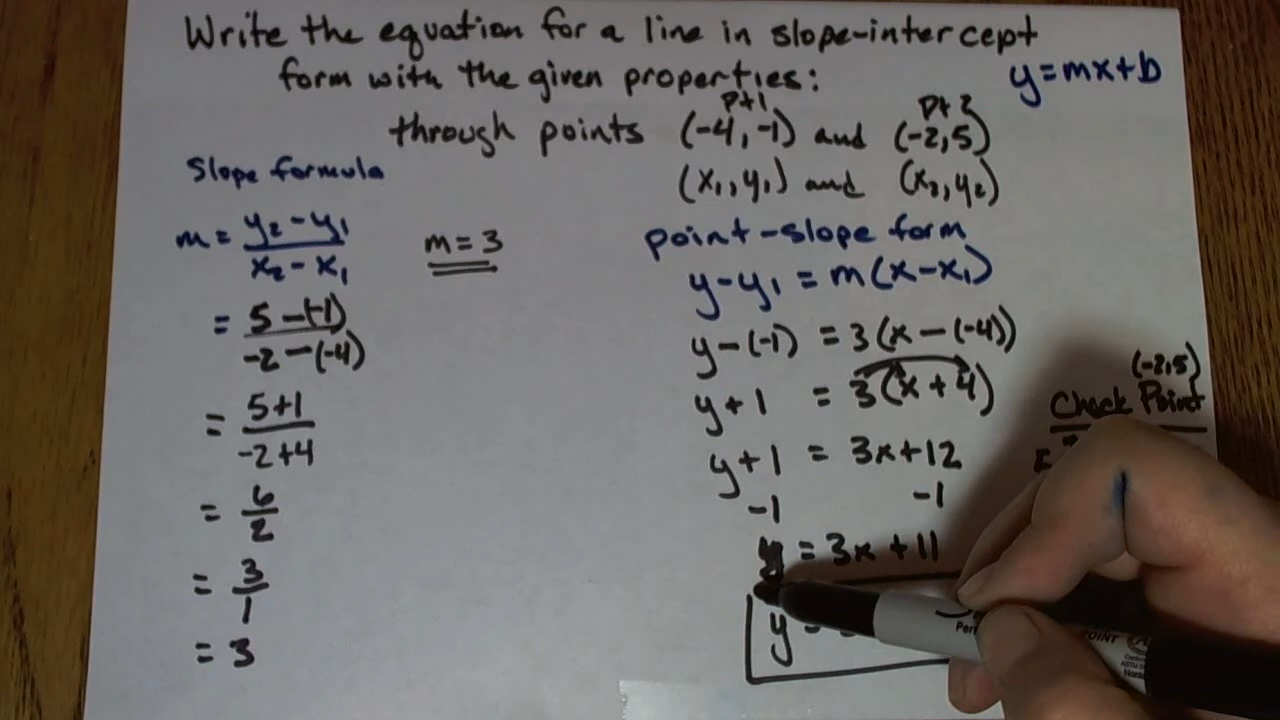 Write the equation for a line in slope-intercept
form with the given properties:
y=mx+b
pt 1 pt 2
through points (-4,-1) and (-2,5)
(x₁,y₁) and (x₂,y₂)
Slope formula
m = y₂-y₁ / x₂-x₁
m=3
= 5-(-1) / -2-(-4)
= 5+1 / -2+4
= 6/2
= 3/1
= 3
point-slope form
y-y₁ = m(x-x₁)
y-(-1) = 3(x-(-4))
y+1 = 3(x+4)
y+1 = 3x+12
-1 -1
y = 3x+11
y =
(-2,5)
Check Point
POINT